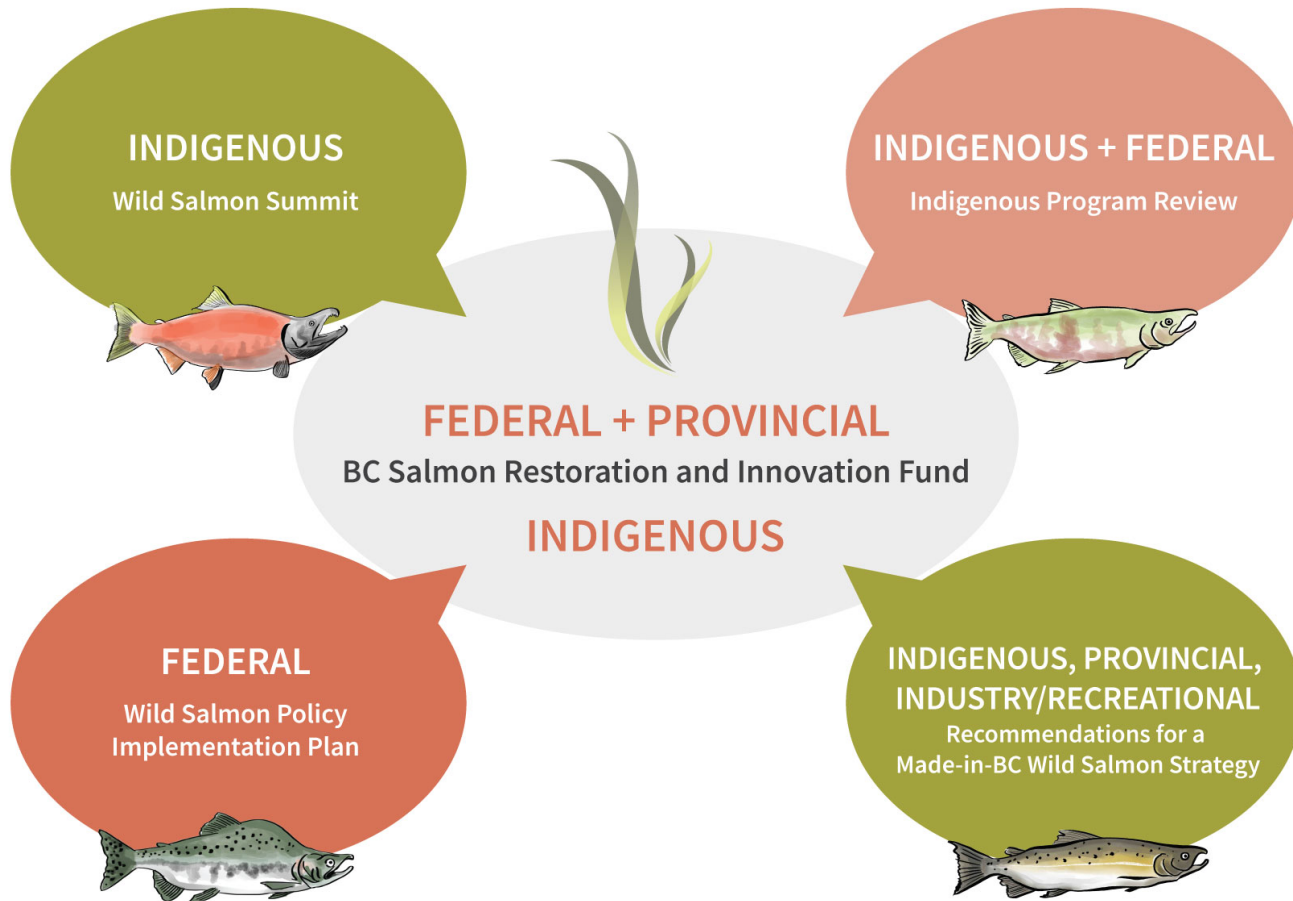 INDIGENOUS
Wild Salmon Summit
INDIGENOUS + FEDERAL
Indigenous Program Review
FEDERAL + PROVINCIAL
BC Salmon Restoration and Innovation Fund
INDIGENOUS
FEDERAL
Wild Salmon Policy
Implementation Plan
INDIGENOUS, PROVINCIAL,
INDUSTRY/RECREATIONAL
Recommendations for a
Made-in-BC Wild Salmon Strategy